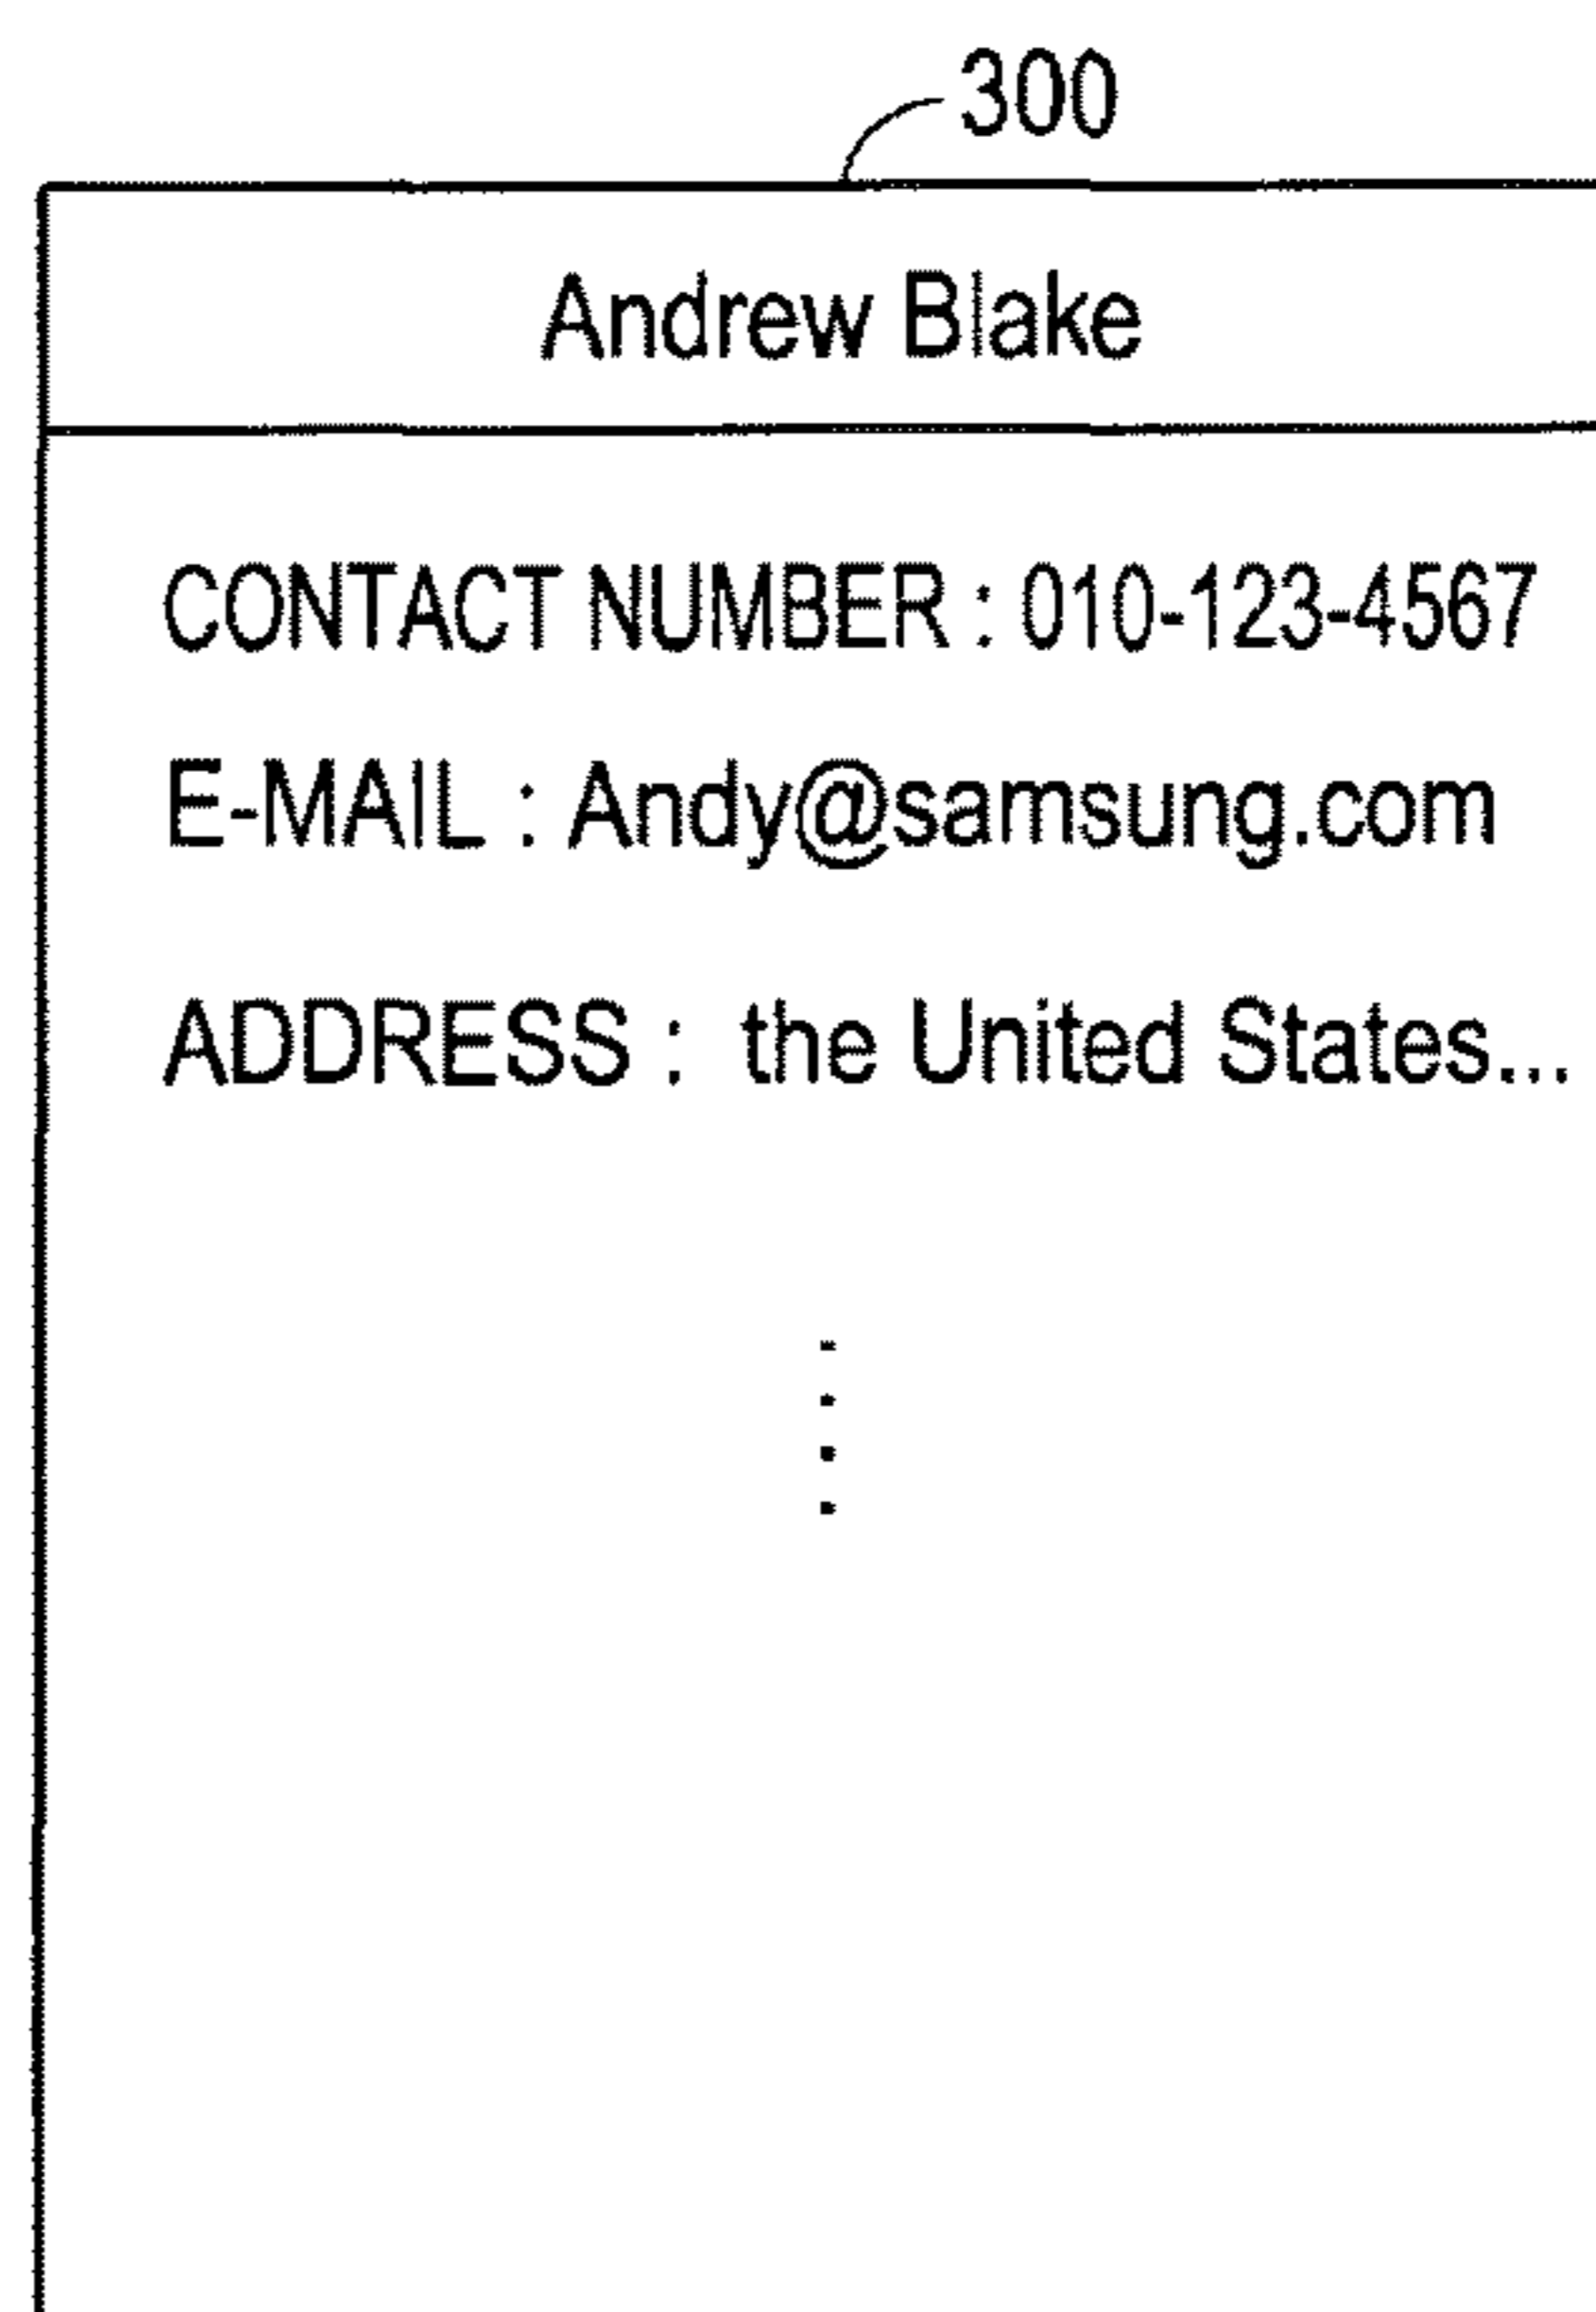 300
Andrew Blake
CONTACT NUMBER : 010-123-4567
E-MAIL : Andy@samsung.com
ADDRESS : the United States...